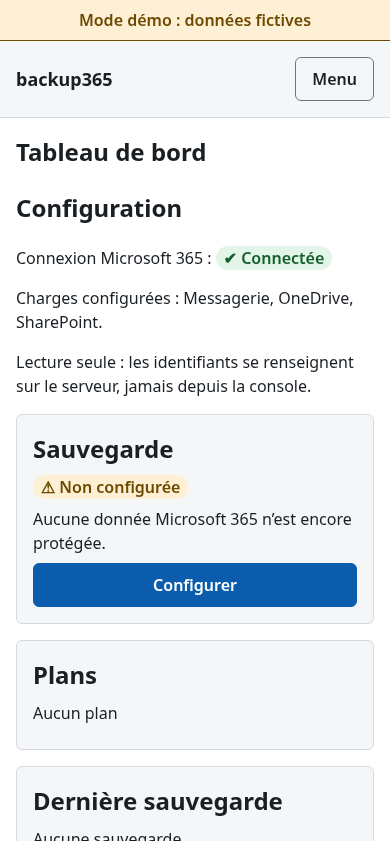 Mode démo : données fictives
backup365
Menu
Tableau de bord
Configuration
Connexion Microsoft 365 : ✔ Connectée
Charges configurées : Messagerie, OneDrive,
SharePoint.
Lecture seule : les identifiants se renseignent
sur le serveur, jamais depuis la console.
Sauvegarde
⚠ Non configurée
Aucune donnée Microsoft 365 n’est encore
protégée.
Configurer
Plans
Aucun plan
Dernière sauvegarde
Aucune sauvegarde